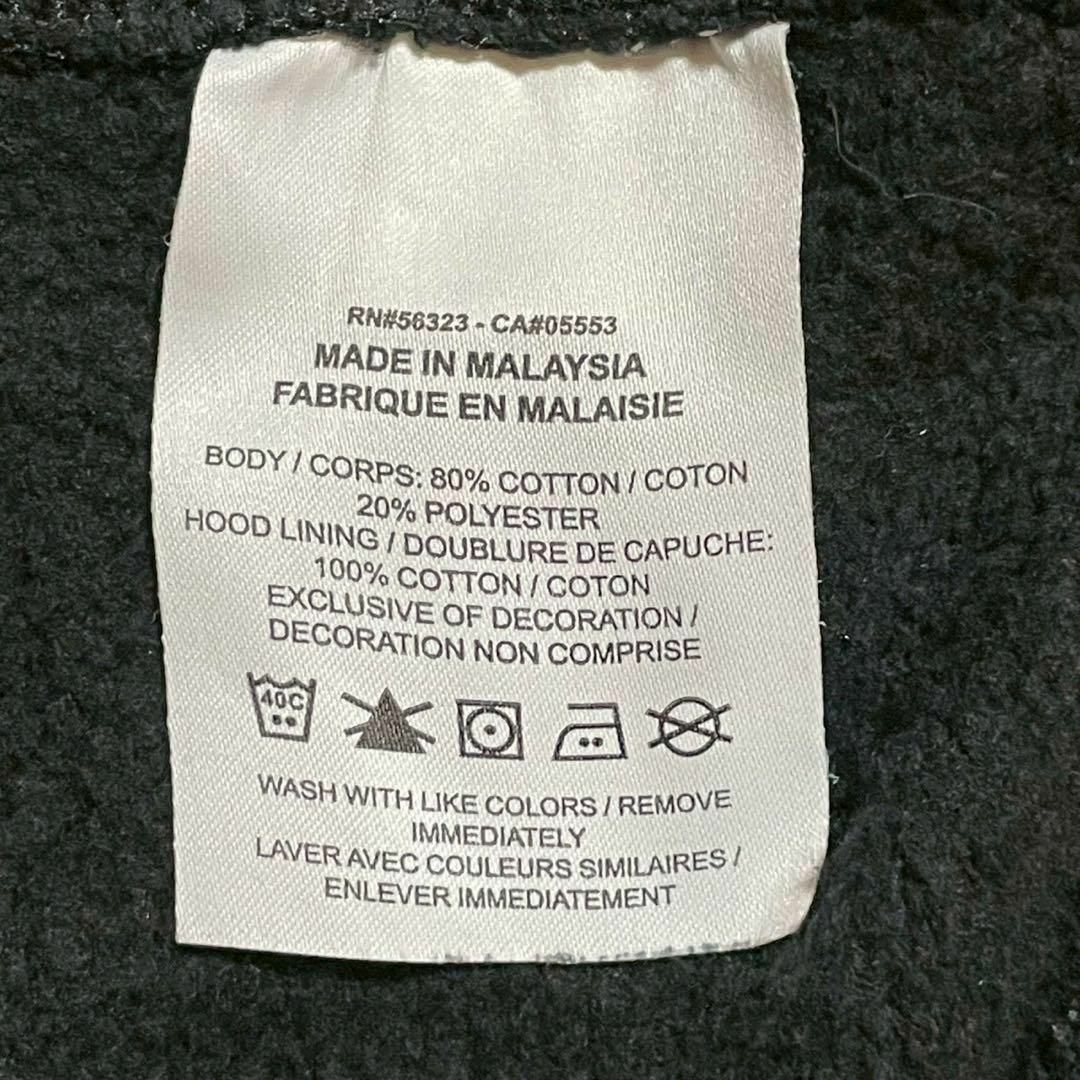 RN#56323 - CA#05553
MADE IN MALAYSIA
FABRIQUE EN MALAISIE
BODY / CORPS: 80% COTTON / COTON
20% POLYESTER
HOOD LINING / DOUBLURE DE CAPUCHE:
100% COTTON / COTON
EXCLUSIVE OF DECORATION /
DECORATION NON COMPRISE
40C
WASH WITH LIKE COLORS / REMOVE
IMMEDIATELY
LAVER AVEC COULEURS SIMILAIRES /
ENLEVER IMMEDIATEMENT